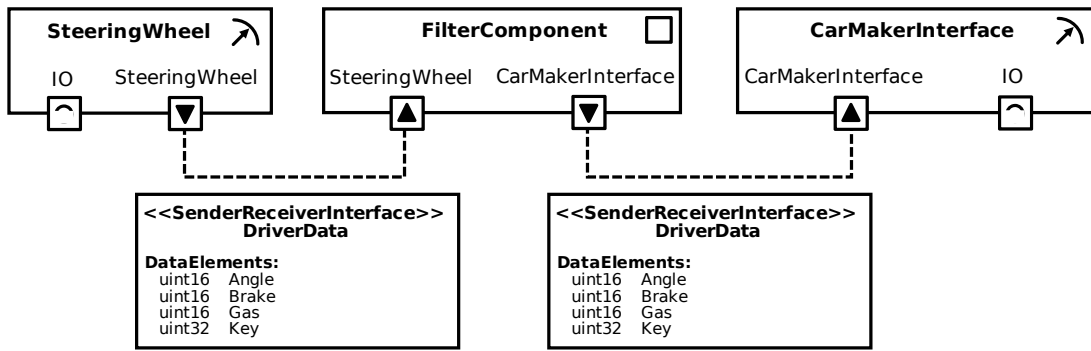 SteeringWheel
IO SteeringWheel
FilterComponent
SteeringWheel CarMakerInterface
CarMakerInterface
CarMakerInterface IO
<<SenderReceiverInterface>>
DriverData
DataElements:
uint16 Angle
uint16 Brake
uint16 Gas
uint32 Key
<<SenderReceiverInterface>>
DriverData
DataElements:
uint16 Angle
uint16 Brake
uint16 Gas
uint32 Key